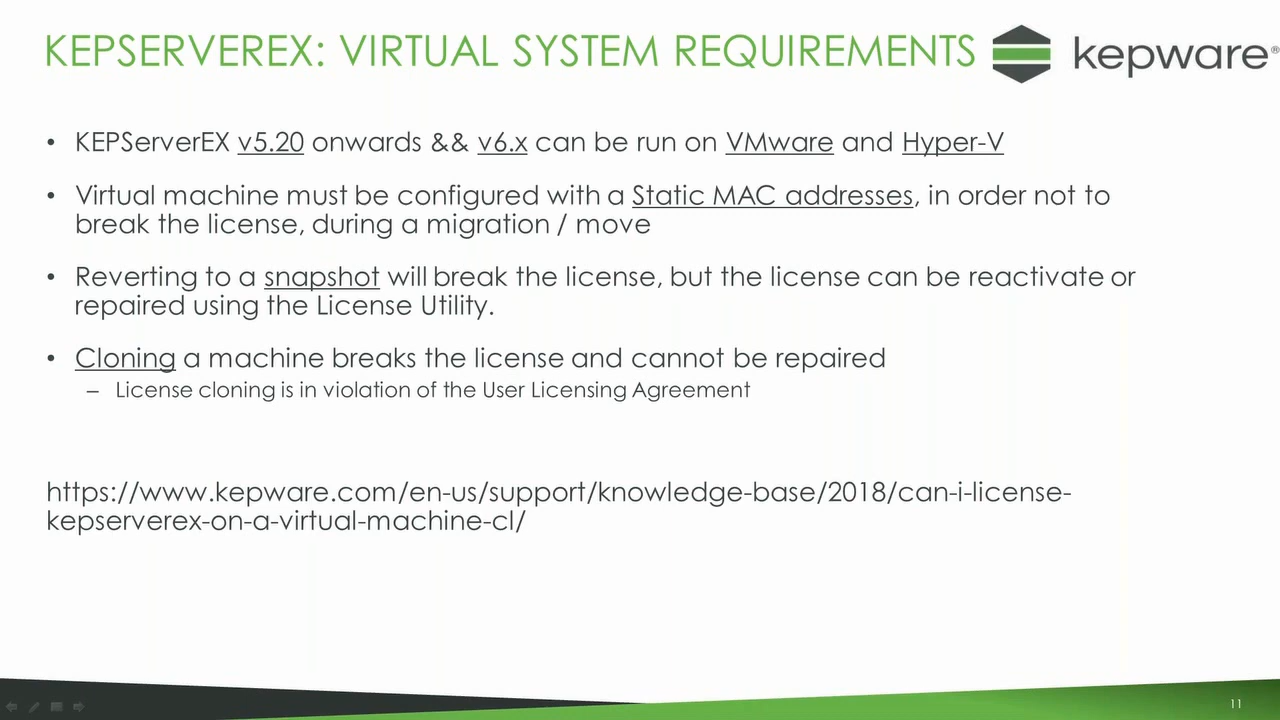 KEPSERVEREX: VIRTUAL SYSTEM REQUIREMENTS
kepware®
• KEPServerEX v5.20 onwards && v6.x can be run on VMware and Hyper-V
• Virtual machine must be configured with a Static MAC addresses, in order not to
break the license, during a migration / move
• Reverting to a snapshot will break the license, but the license can be reactivate or
repaired using the License Utility.
• Cloning a machine breaks the license and cannot be repaired
– License cloning is in violation of the User Licensing Agreement
https://www.kepware.com/en-us/support/knowledge-base/2018/can-i-license-
kepserverex-on-a-virtual-machine-cl/
11